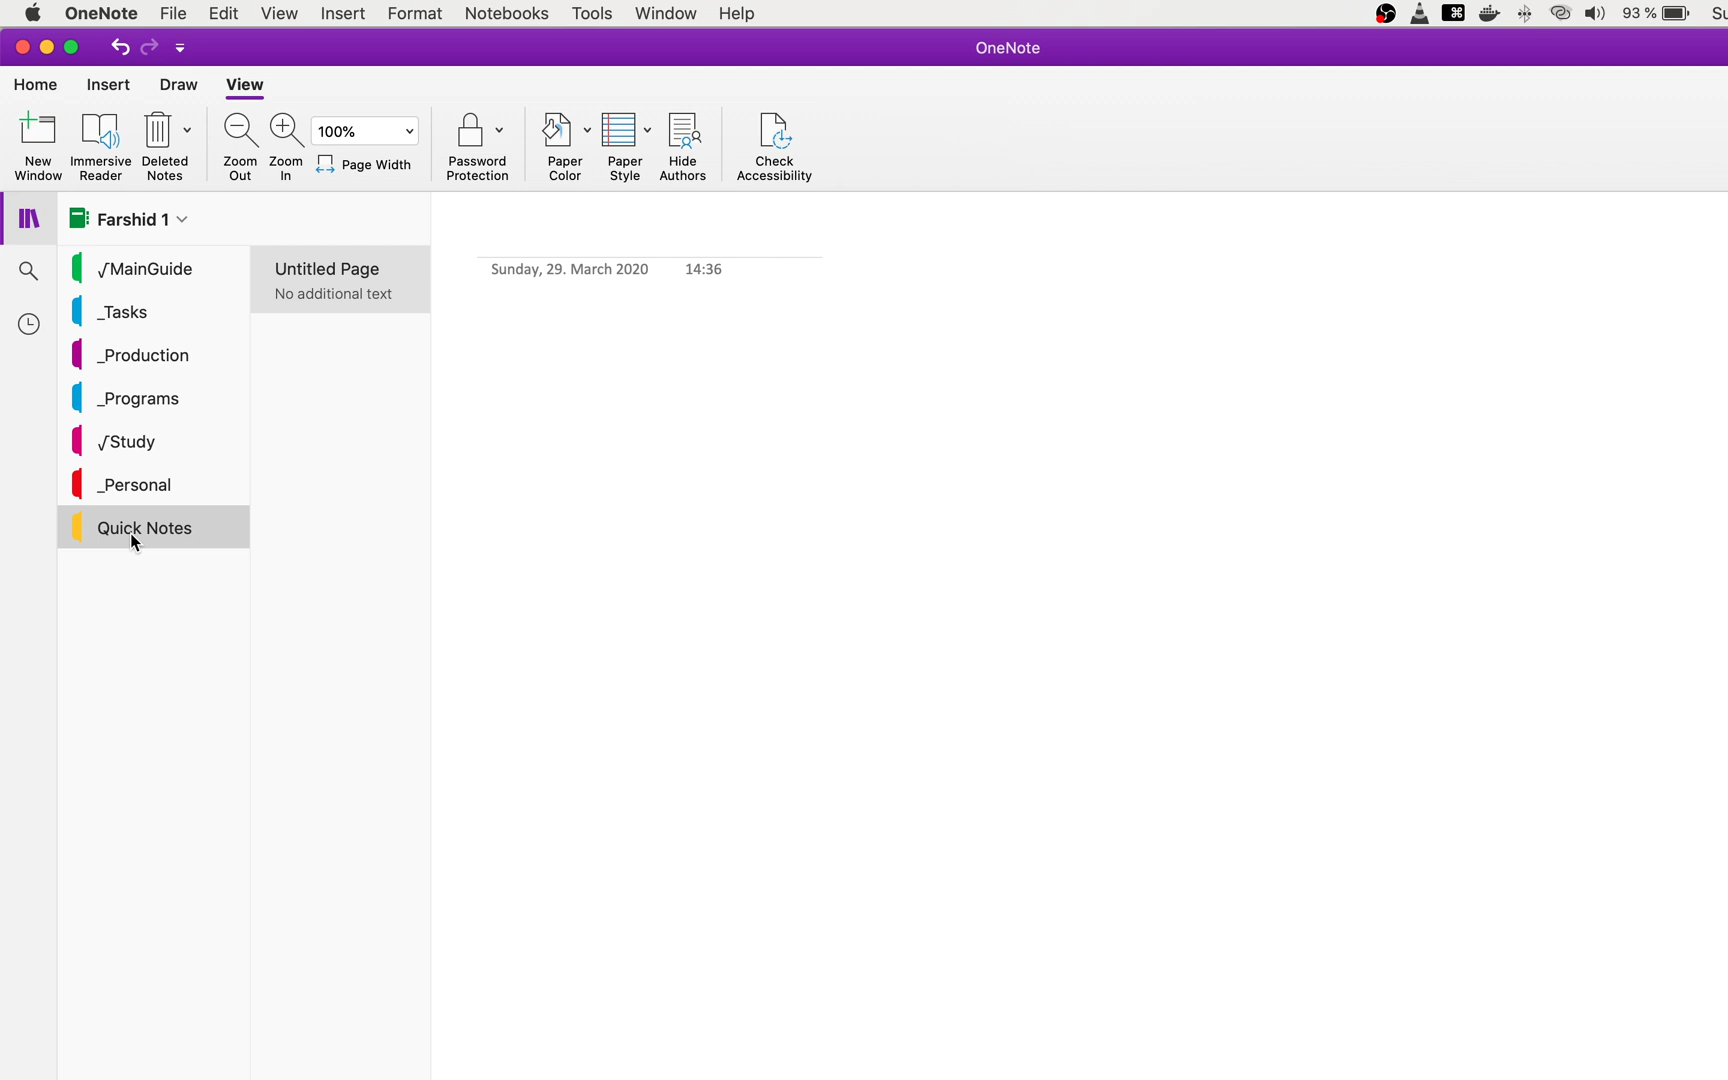 OneNote File Edit View Insert Format Notebooks Tools Window Help 93 % Su
OneNote
Home Insert Draw View
New Window
Immersive Reader
Deleted Notes
Zoom Out
Zoom In
100%
Page Width
Password Protection
Paper Color
Paper Style
Hide Authors
Check Accessibility
Farshid 1
√MainGuide
_Tasks
_Production
_Programs
√Study
_Personal
Quick Notes
Untitled Page
No additional text
Sunday, 29. March 2020 14:36